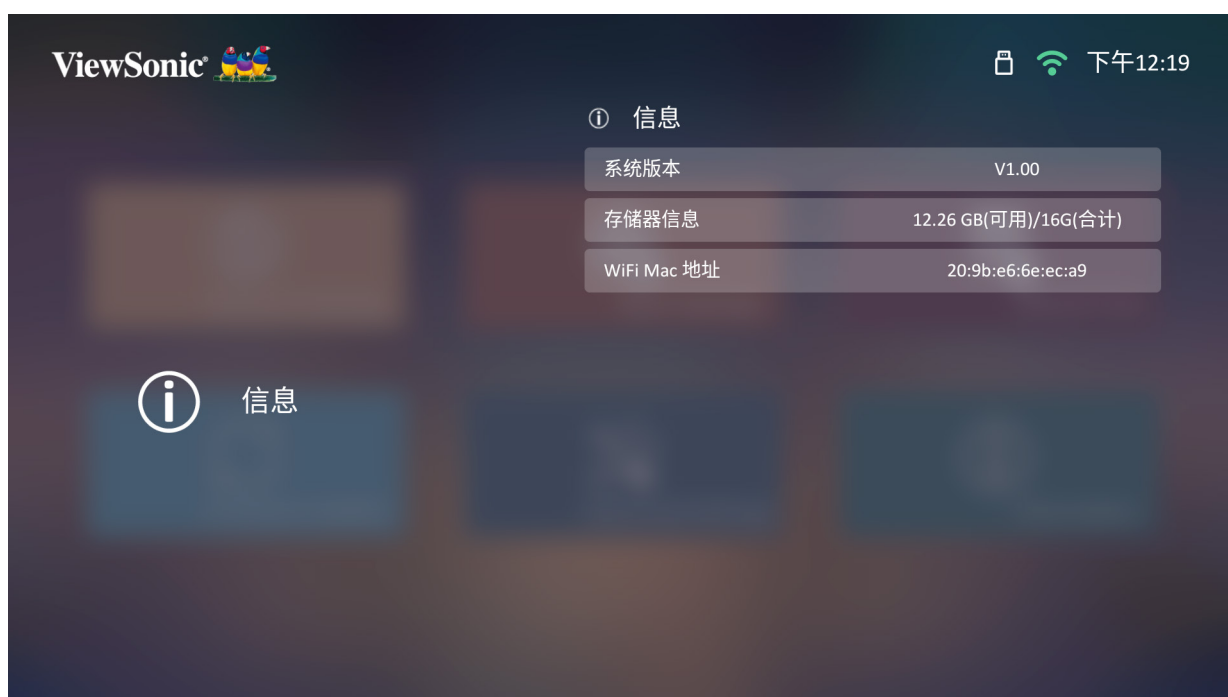 ViewSonic®
下午12:19
信息
系统版本 V1.00
存储器信息 12.26 GB(可用)/16G(合计)
WiFi Mac 地址 20:9b:e6:6e:ec:a9
信息